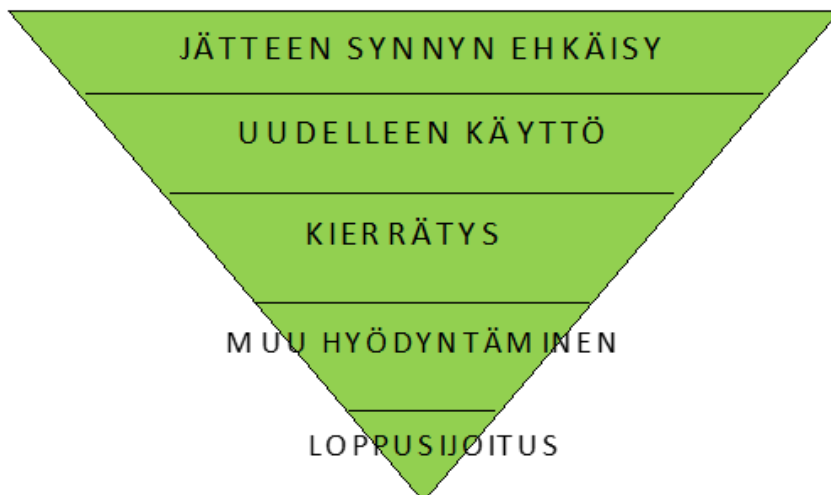 JÄTTEEN SYNNYN EHKÄISY
UUDELLEEN KÄYTTÖ
KIERRÄTYS
MUU HYÖDYNTÄMINEN
LOPPUSIJOITUS